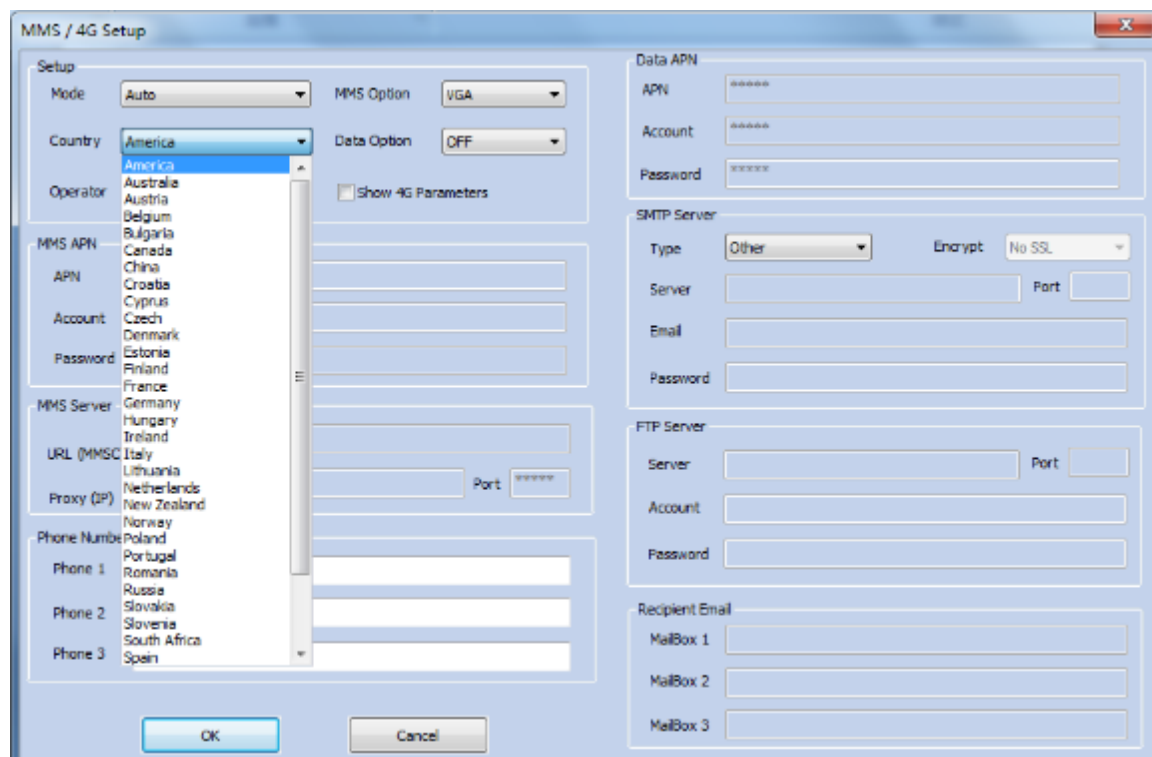 MMS / 4G Setup
Setup
Mode Auto MMS Option VGA
Country America Data Option OFF
America
Australia
Austria
Belgium
Bulgaria
Canada
China
Croatia
Cyprus
Czech
Denmark
Estonia
Finland
France
Germany
Hungary
Ireland
Italy
Lithuania
Netherlands
New Zealand
Norway
Poland
Portugal
Romania
Russia
Slovakia
Slovenia
South Africa
Spain
Operator Show 4G Parameters
MMS APN
APN
Account
Password
MMS Server
URL (MMSC
Proxy (IP) Port *****
Phone Numbe
Phone 1
Phone 2
Phone 3
OK Cancel
Data APN
APN *****
Account *****
Password *****
SMTP Server
Type Other Encrypt No SSL
Server Port
Email
Password
FTP Server
Server Port
Account
Password
Recipient Email
MailBox 1
MailBox 2
MailBox 3